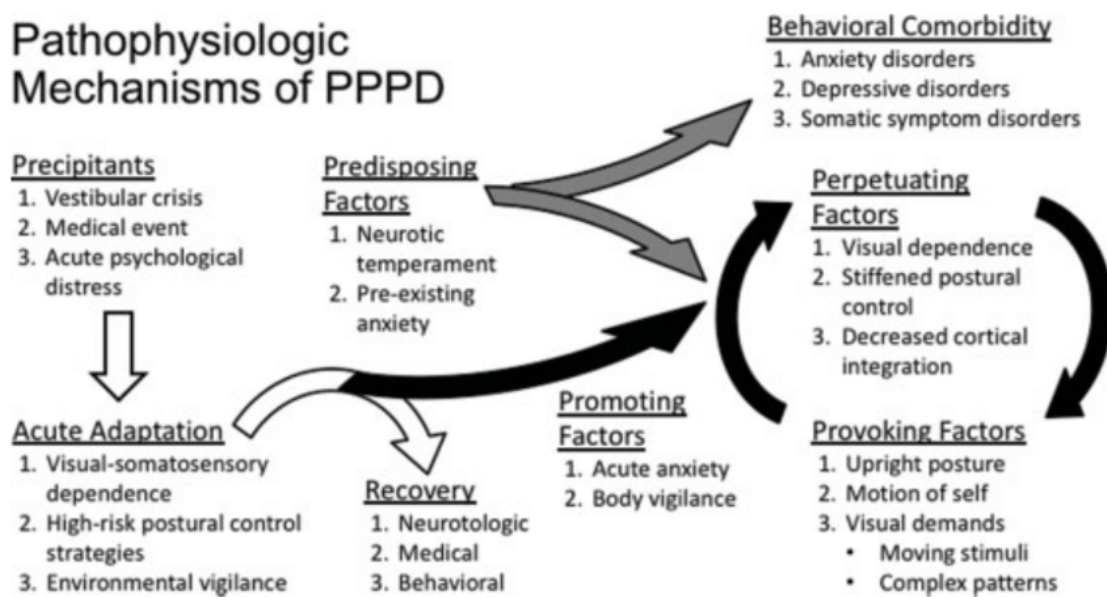 Pathophysiologic
Mechanisms of PPPD
Precipitants
1. Vestibular crisis
2. Medical event
3. Acute psychological
distress
Acute Adaptation
1. Visual-somatosensory
dependence
2. High-risk postural control
strategies
3. Environmental vigilance
Predisposing
Factors
1. Neurotic
temperament
2. Pre-existing
anxiety
Recovery
1. Neurotologic
2. Medical
3. Behavioral
Promoting
Factors
1. Acute anxiety
2. Body vigilance
Behavioral Comorbidity
1. Anxiety disorders
2. Depressive disorders
3. Somatic symptom disorders
Perpetuating
Factors
1. Visual dependence
2. Stiffened postural
control
3. Decreased cortical
integration
Provoking Factors
1. Upright posture
2. Motion of self
3. Visual demands
• Moving stimuli
• Complex patterns